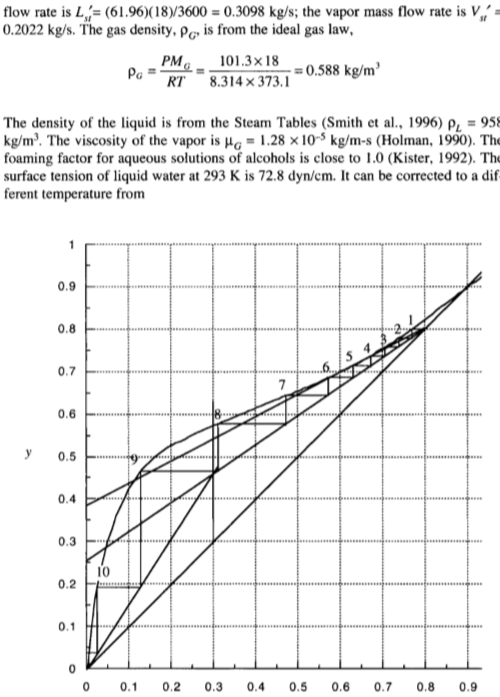 flow rate is L_st′= (61.96)(18)/3600 = 0.3098 kg/s; the vapor mass flow rate is V_st′ =
0.2022 kg/s. The gas density, ρ_G, is from the ideal gas law,
ρ_G = PM_G / RT = 101.3×18 / 8.314×373.1 = 0.588 kg/m³
The density of the liquid is from the Steam Tables (Smith et al., 1996) ρ_L = 958
kg/m³. The viscosity of the vapor is μ_G = 1.28 ×10⁻⁵ kg/m-s (Holman, 1990). The
foaming factor for aqueous solutions of alcohols is close to 1.0 (Kister, 1992). The
surface tension of liquid water at 293 K is 72.8 dyn/cm. It can be corrected to a dif-
ferent temperature from
1
0.9
0.8
0.7
0.6
0.5
0.4
0.3
0.2
0.1
0
y
1
2
3
4
5
6
7
8
9
10
0 0.1 0.2 0.3 0.4 0.5 0.6 0.7 0.8 0.9